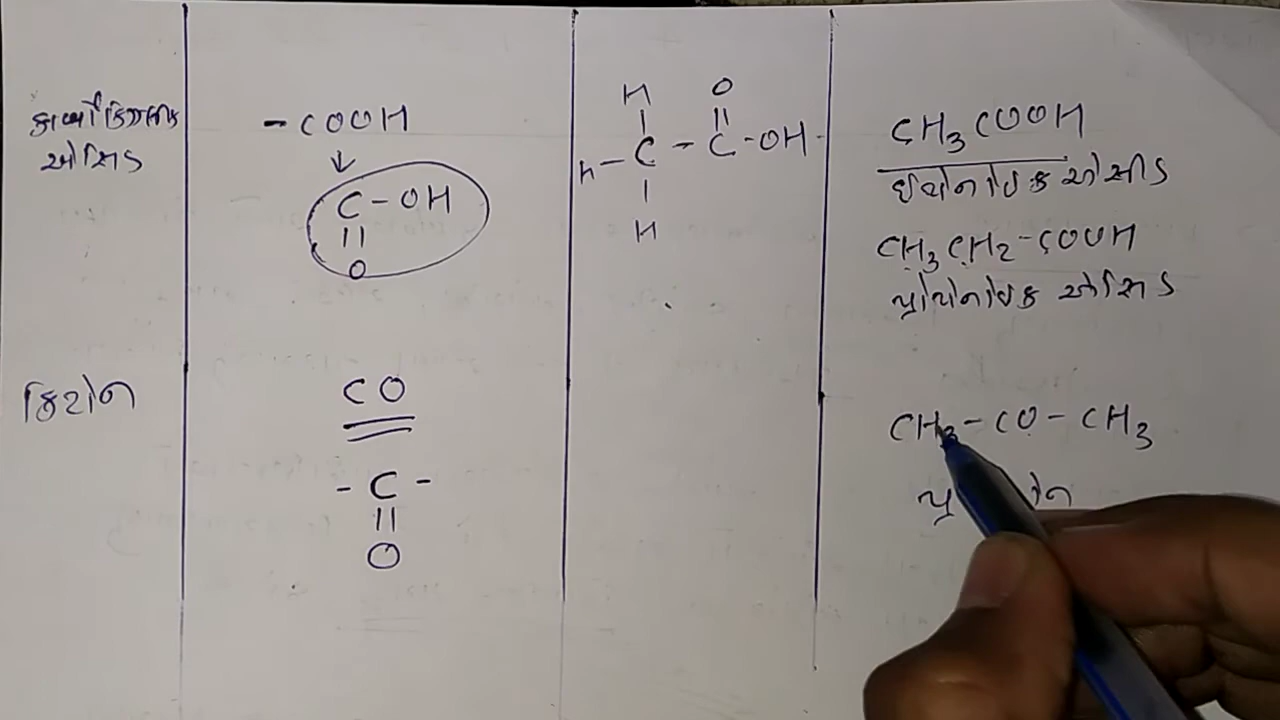 કાર્બોક્સિલિક
એસિડ
-COOH
↓
C-OH
||
O
H O
| ||
H-C-C-OH
|
H
CH₃COOH
ઈથેનોઈક એસીડ
CH₃CH₂-COOH
પ્રોપેનોઈક એસિડ
કિટોન
CO
-C-
||
O
CH₃-CO-CH₃